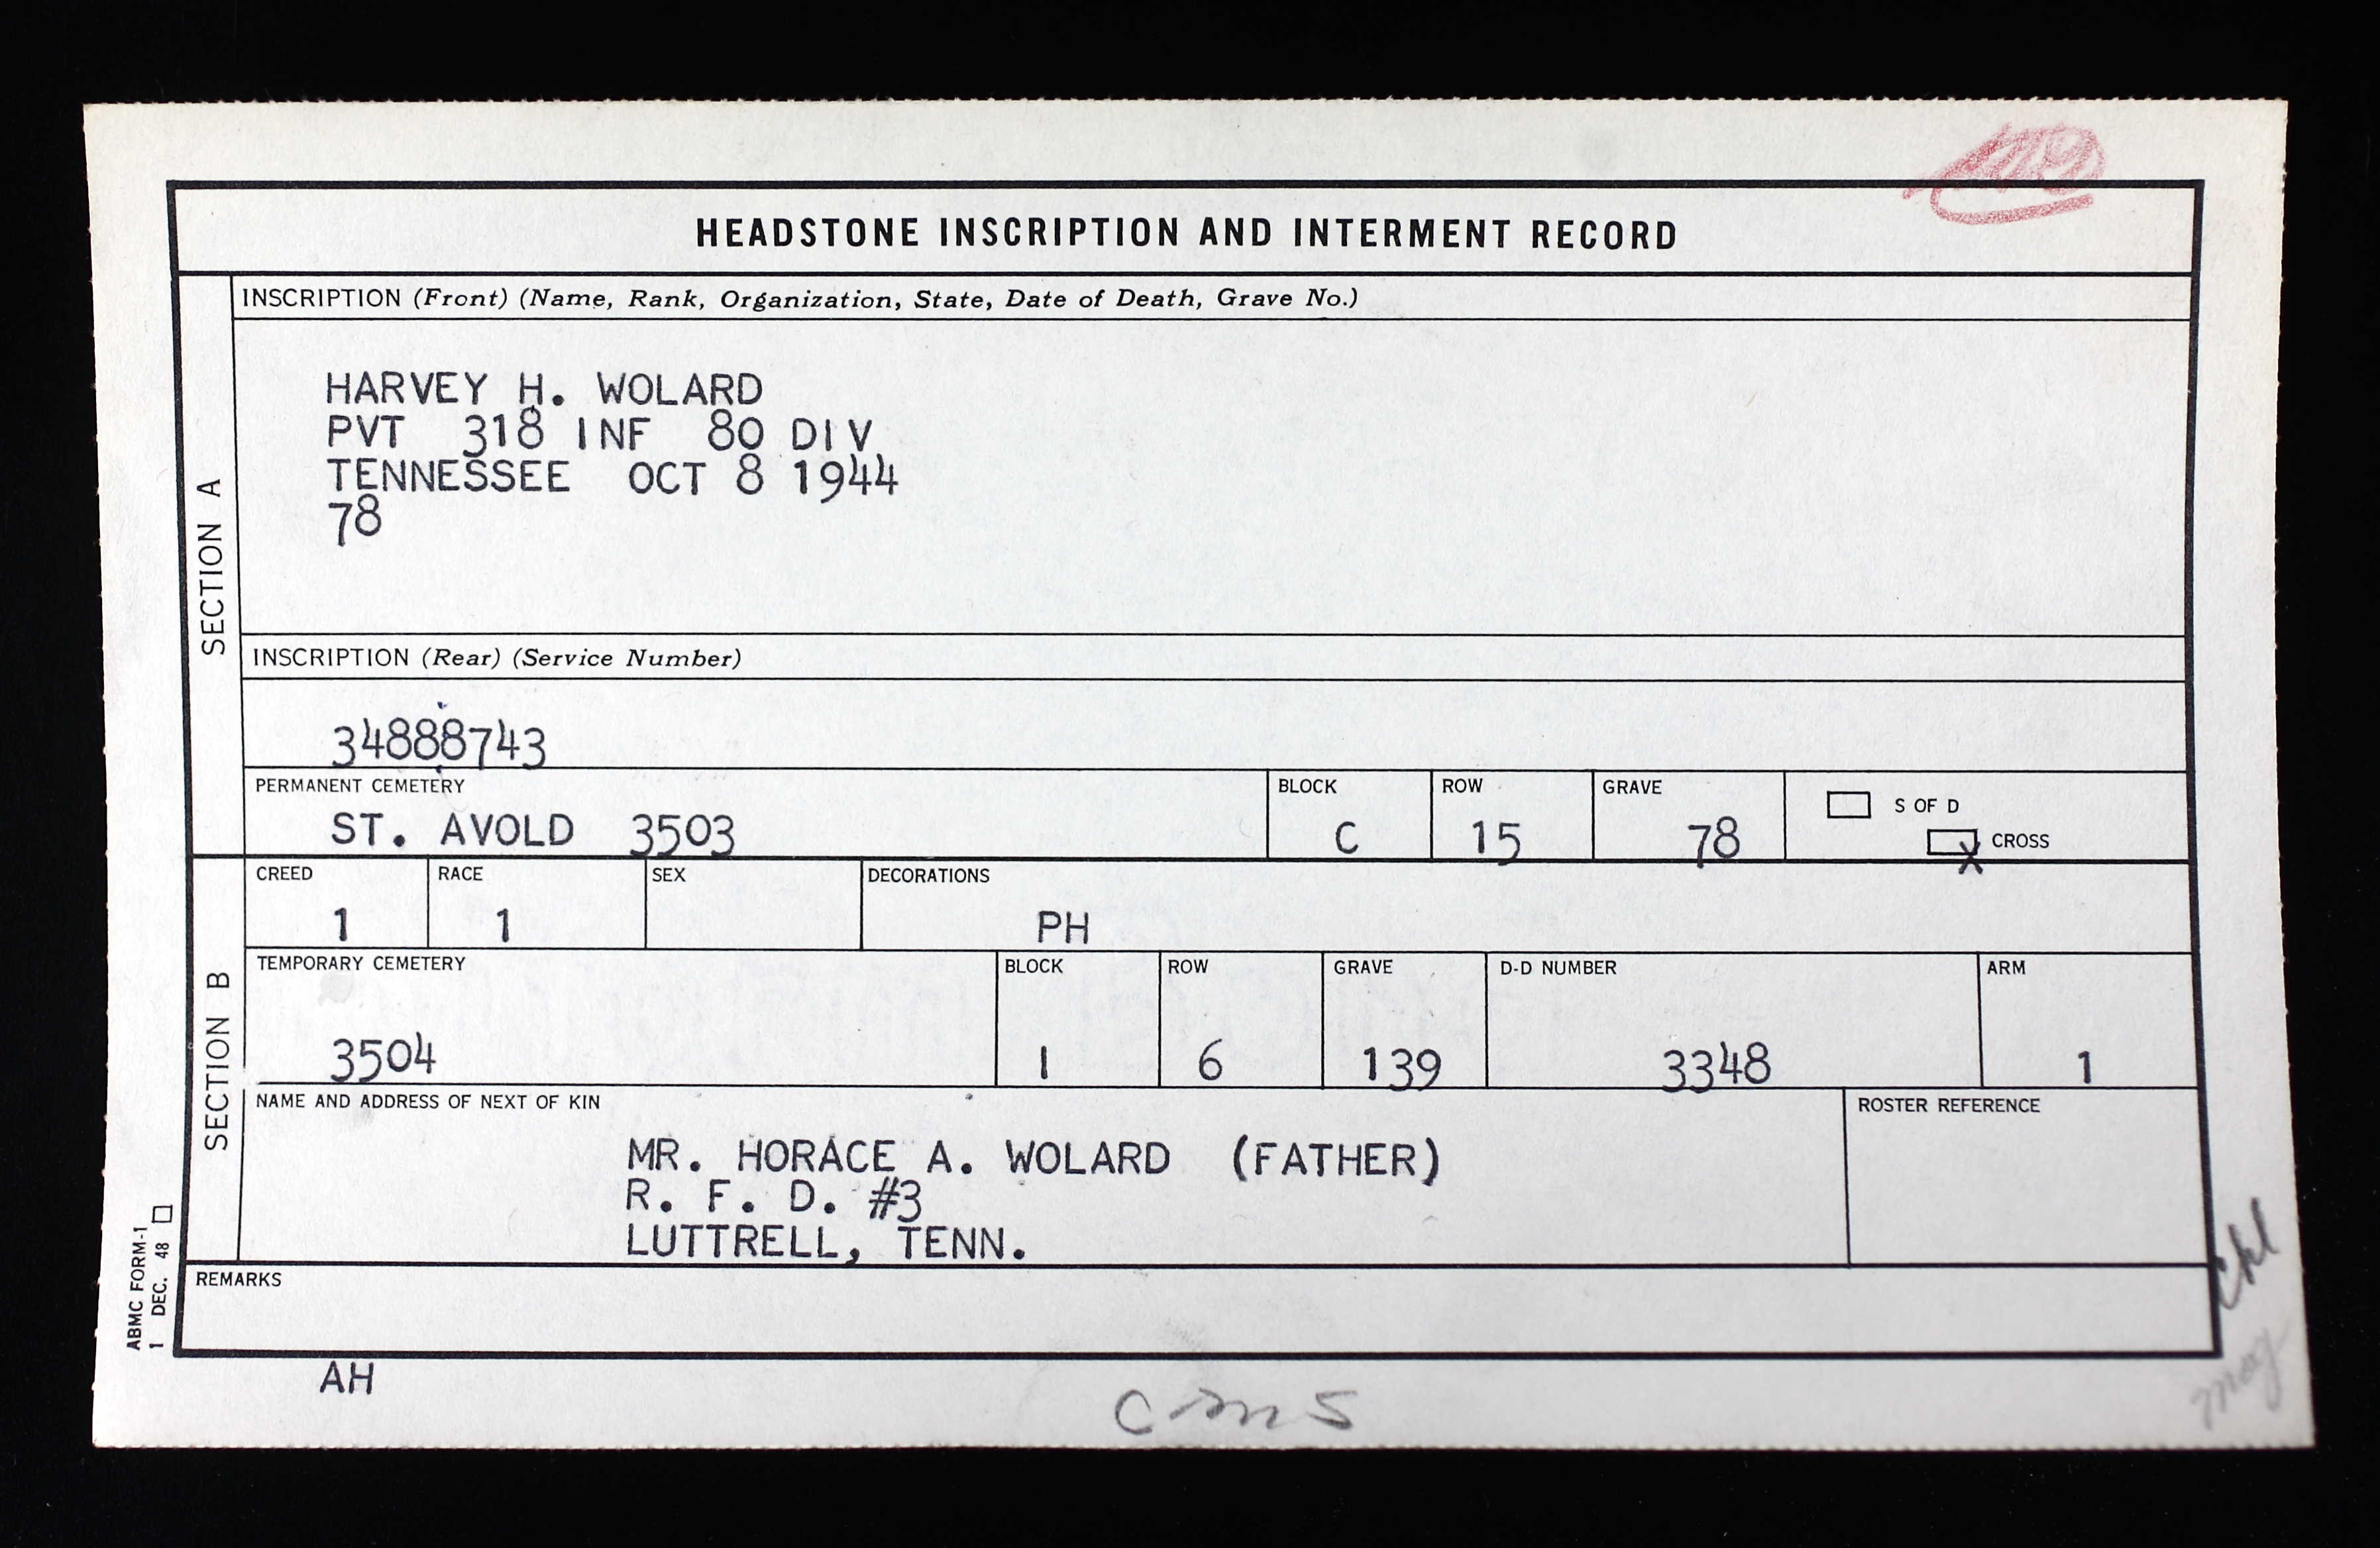 HEADSTONE INSCRIPTION AND INTERMENT RECORD
SECTION A
INSCRIPTION (Front) (Name, Rank, Organization, State, Date of Death, Grave No.)
HARVEY H. WOLARD
PVT 318 INF 80 DIV
TENNESSEE OCT 8 1944
78
INSCRIPTION (Rear) (Service Number)
34888743
PERMANENT CEMETERY
ST. AVOLD 3503
BLOCK
C
ROW
15
GRAVE
78
S OF D
X CROSS
SECTION B
CREED
1
RACE
1
SEX
DECORATIONS
PH
TEMPORARY CEMETERY
3504
BLOCK
1
ROW
6
GRAVE
139
D-D NUMBER
3348
ARM
1
NAME AND ADDRESS OF NEXT OF KIN
MR. HORACE A. WOLARD (FATHER)
R. F. D. #3
LUTTRELL, TENN.
ROSTER REFERENCE
REMARKS
ABMC FORM-1
1 DEC. 48
AH